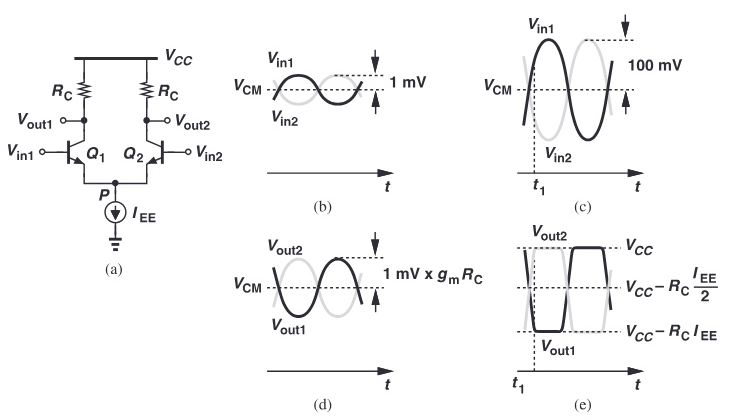 V_CC
R_C R_C
V_out1 V_out2
V_in1 Q_1 Q_2 V_in2
P
I_EE
(a)
V_in1
V_CM 1 mV
V_in2
t
(b)
V_in1
100 mV
V_CM
V_in2
t_1 t
(c)
V_out2
V_CM 1 mV x g_m R_C
V_out1
t
(d)
V_out2 V_CC
V_CC – R_C I_EE/2
V_CC – R_C I_EE
V_out1
t_1 t
(e)